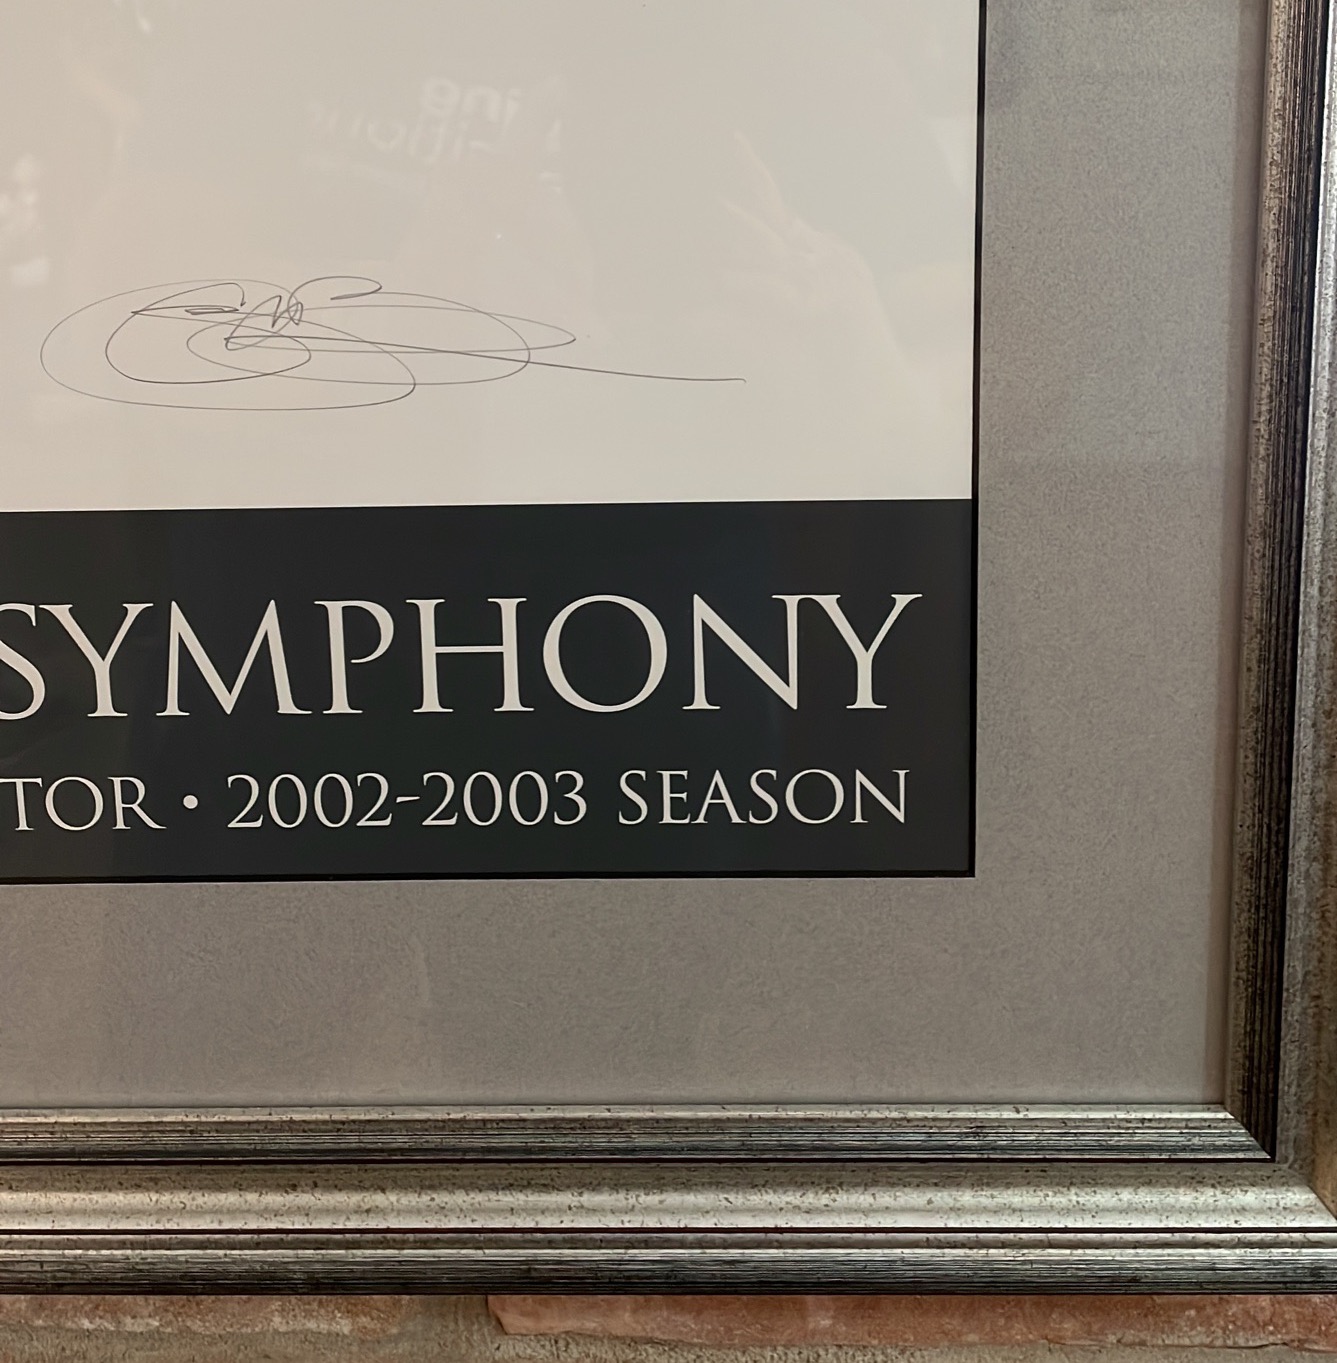 SYMPHONY
TOR • 2002-2003 SEASON